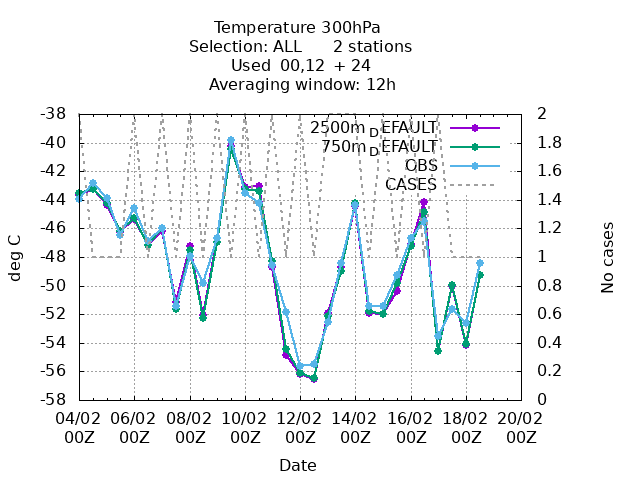 Temperature 300hPa
Selection: ALL 2 stations
Used 00,12 + 24
Averaging window: 12h
-38 2
-40 1.8
-42 1.6
-44 1.4
-46 1.2
-48 1
-50 0.8
-52 0.6
-54 0.4
-56 0.2
-58 0
2500m DEFAULT
750m DEFAULT
OBS
CASES
deg C
No cases
04/02 06/02 08/02 10/02 12/02 14/02 16/02 18/02 20/02
00Z 00Z 00Z 00Z 00Z 00Z 00Z 00Z 00Z
Date